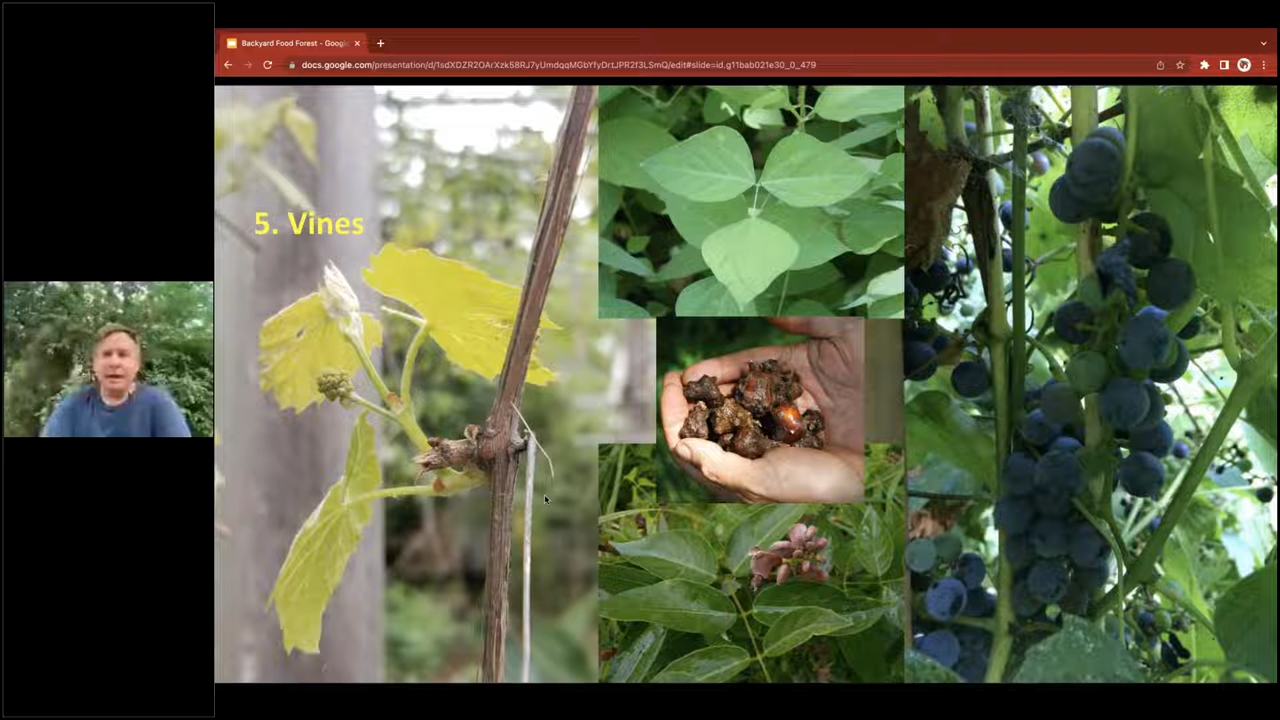 Backyard Food Forest - Googl
docs.google.com/presentation/d/1sdXDZR2OArXzk58RJ7yUmdqqMGbYfyDrtJPR2f3LSmQ/edit#slide=id.g11bab021e30_0_479
5. Vines